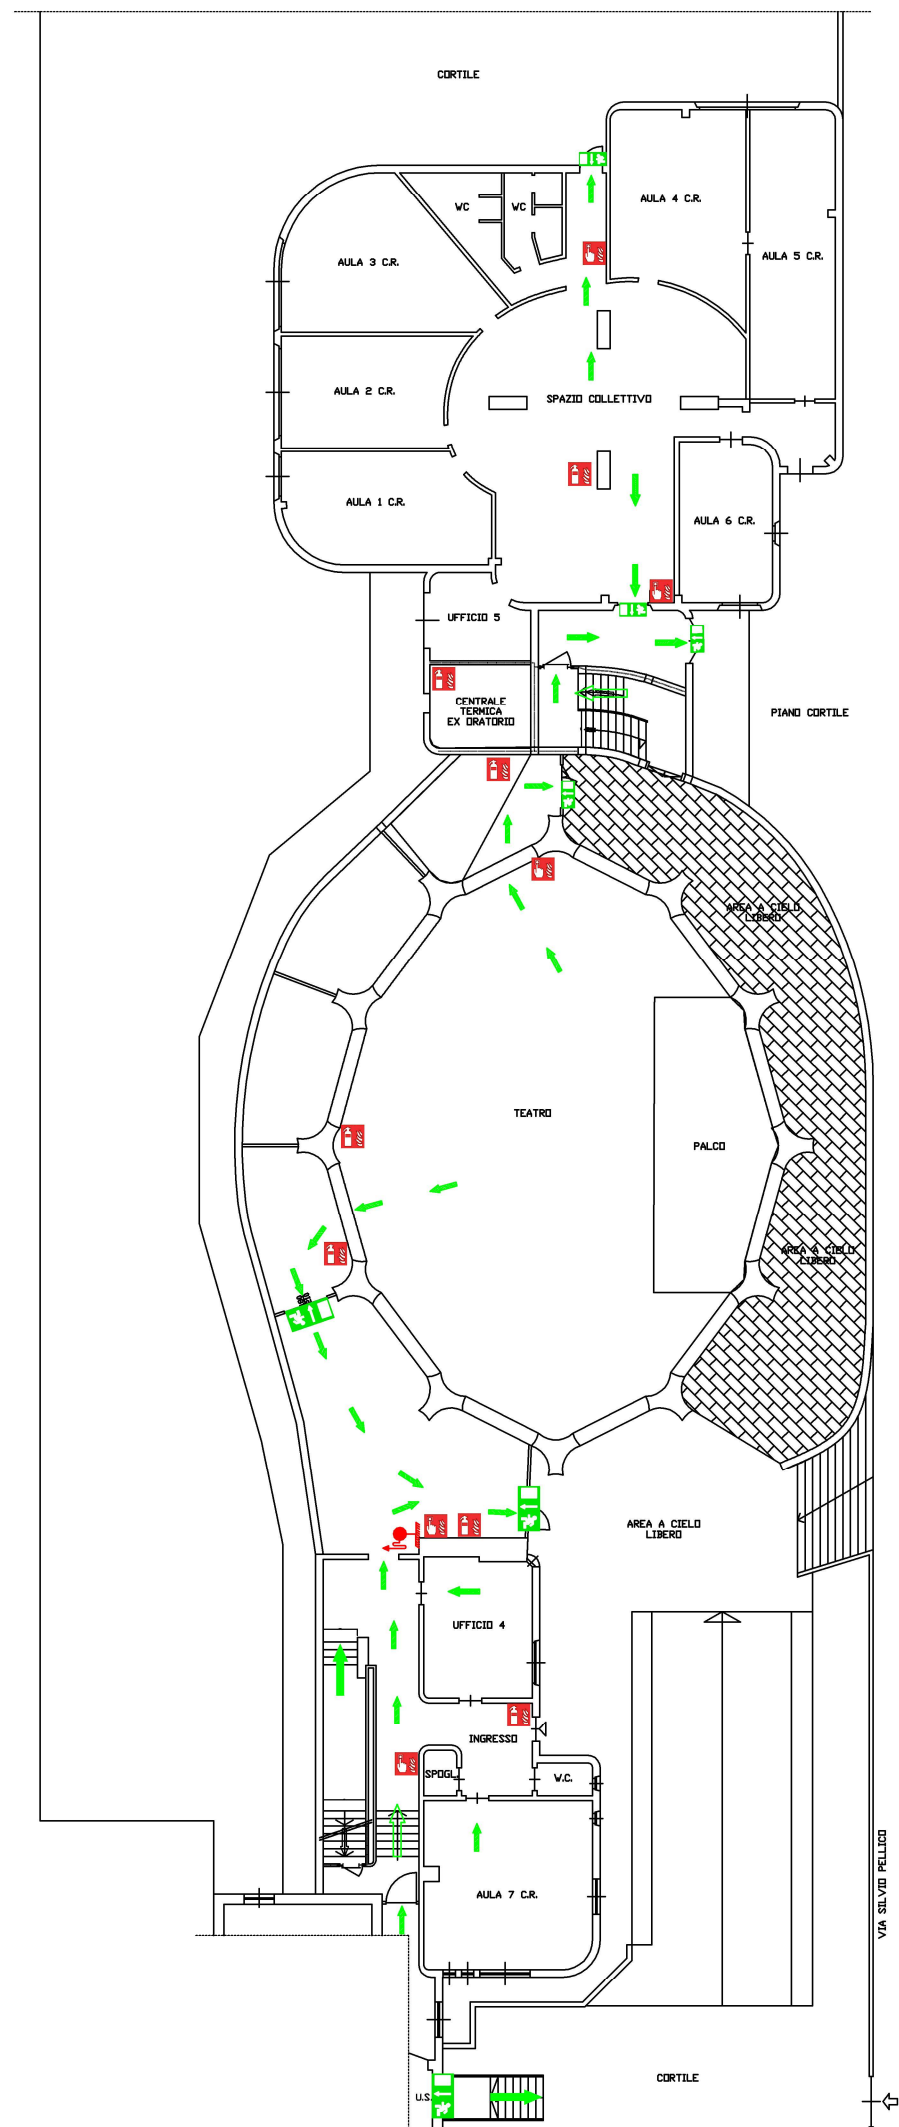 CORTILE
AULA 4 C.R.
WC
WC
AULA 5 C.R.
AULA 3 C.R.
AULA 2 C.R.
SPAZIO COLLETTIVO
AULA 1 C.R.
AULA 6 C.R.
UFFICIO 5
CENTRALE
TERMICA
EX ORATORIO
PIANO CORTILE
AREA A CIELO
LIBERO
TEATRO
PALCO
AREA A CIELO
LIBERO
AREA A CIELO
LIBERO
UFFICIO 4
INGRESSO
SPOGL.
W.C.
VIA SILVIO PELLICO
AULA 7 C.R.
CORTILE
U.S.